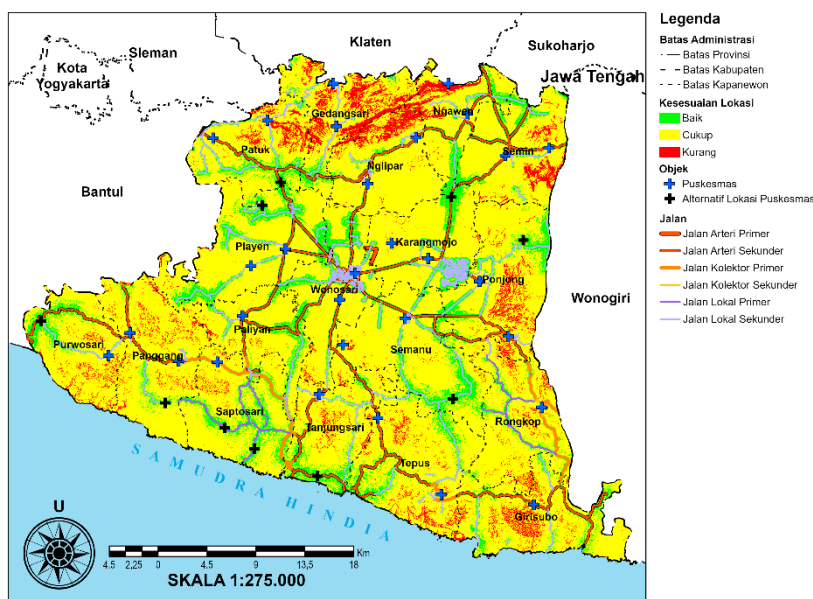 Klaten
Sukoharjo
Sleman
Kota
Yogyakarta
Jawa Tengah
Gedangsari
Ngawen
Patuk
Semin
Nglipar
Bantul
Playen
Karangmojo
Ponjong
Wonosari
Wonogiri
Paliyan
Purwosari
Panggang
Semanu
Saptosari
Tanjungsari
Rongkop
Tepus
Girisubo
SAMUDRA HINDIA
U
4.5 2,25 0 4,5 9 13,5 18
Km
SKALA 1:275.000
Legenda
Batas Administrasi
Batas Provinsi
Batas Kabupaten
Batas Kapanewon
Kesesuaian Lokasi
Baik
Cukup
Kurang
Objek
Puskesmas
Alternatif Lokasi Puskesmas
Jalan
Jalan Arteri Primer
Jalan Arteri Sekunder
Jalan Kolektor Primer
Jalan Kolektor Sekunder
Jalan Lokal Primer
Jalan Lokal Sekunder